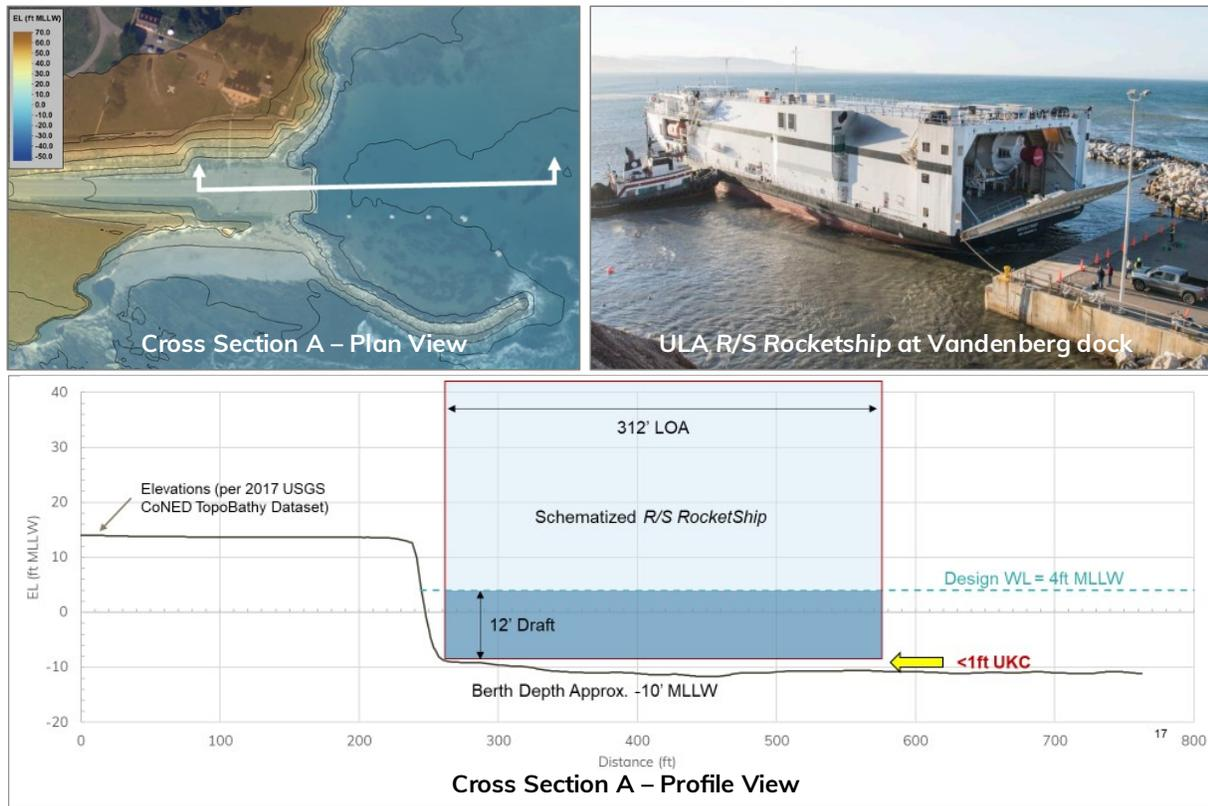 EL (ft MLLW)
70.0
60.0
50.0
40.0
30.0
20.0
10.0
0.0
-10.0
-20.0
-30.0
-40.0
-50.0
Cross Section A – Plan View
ULA R/S Rocketship at Vandenberg dock
40
30
20
10
0
-10
-20
EL (ft MLLW)
312’ LOA
Elevations (per 2017 USGS
CoNED TopoBathy Dataset)
Schematized R/S RocketShip
Design WL = 4ft MLLW
12’ Draft
<1ft UKC
Berth Depth Approx. -10’ MLLW
17
0 100 200 300 400 500 600 700 800
Distance (ft)
Cross Section A – Profile View